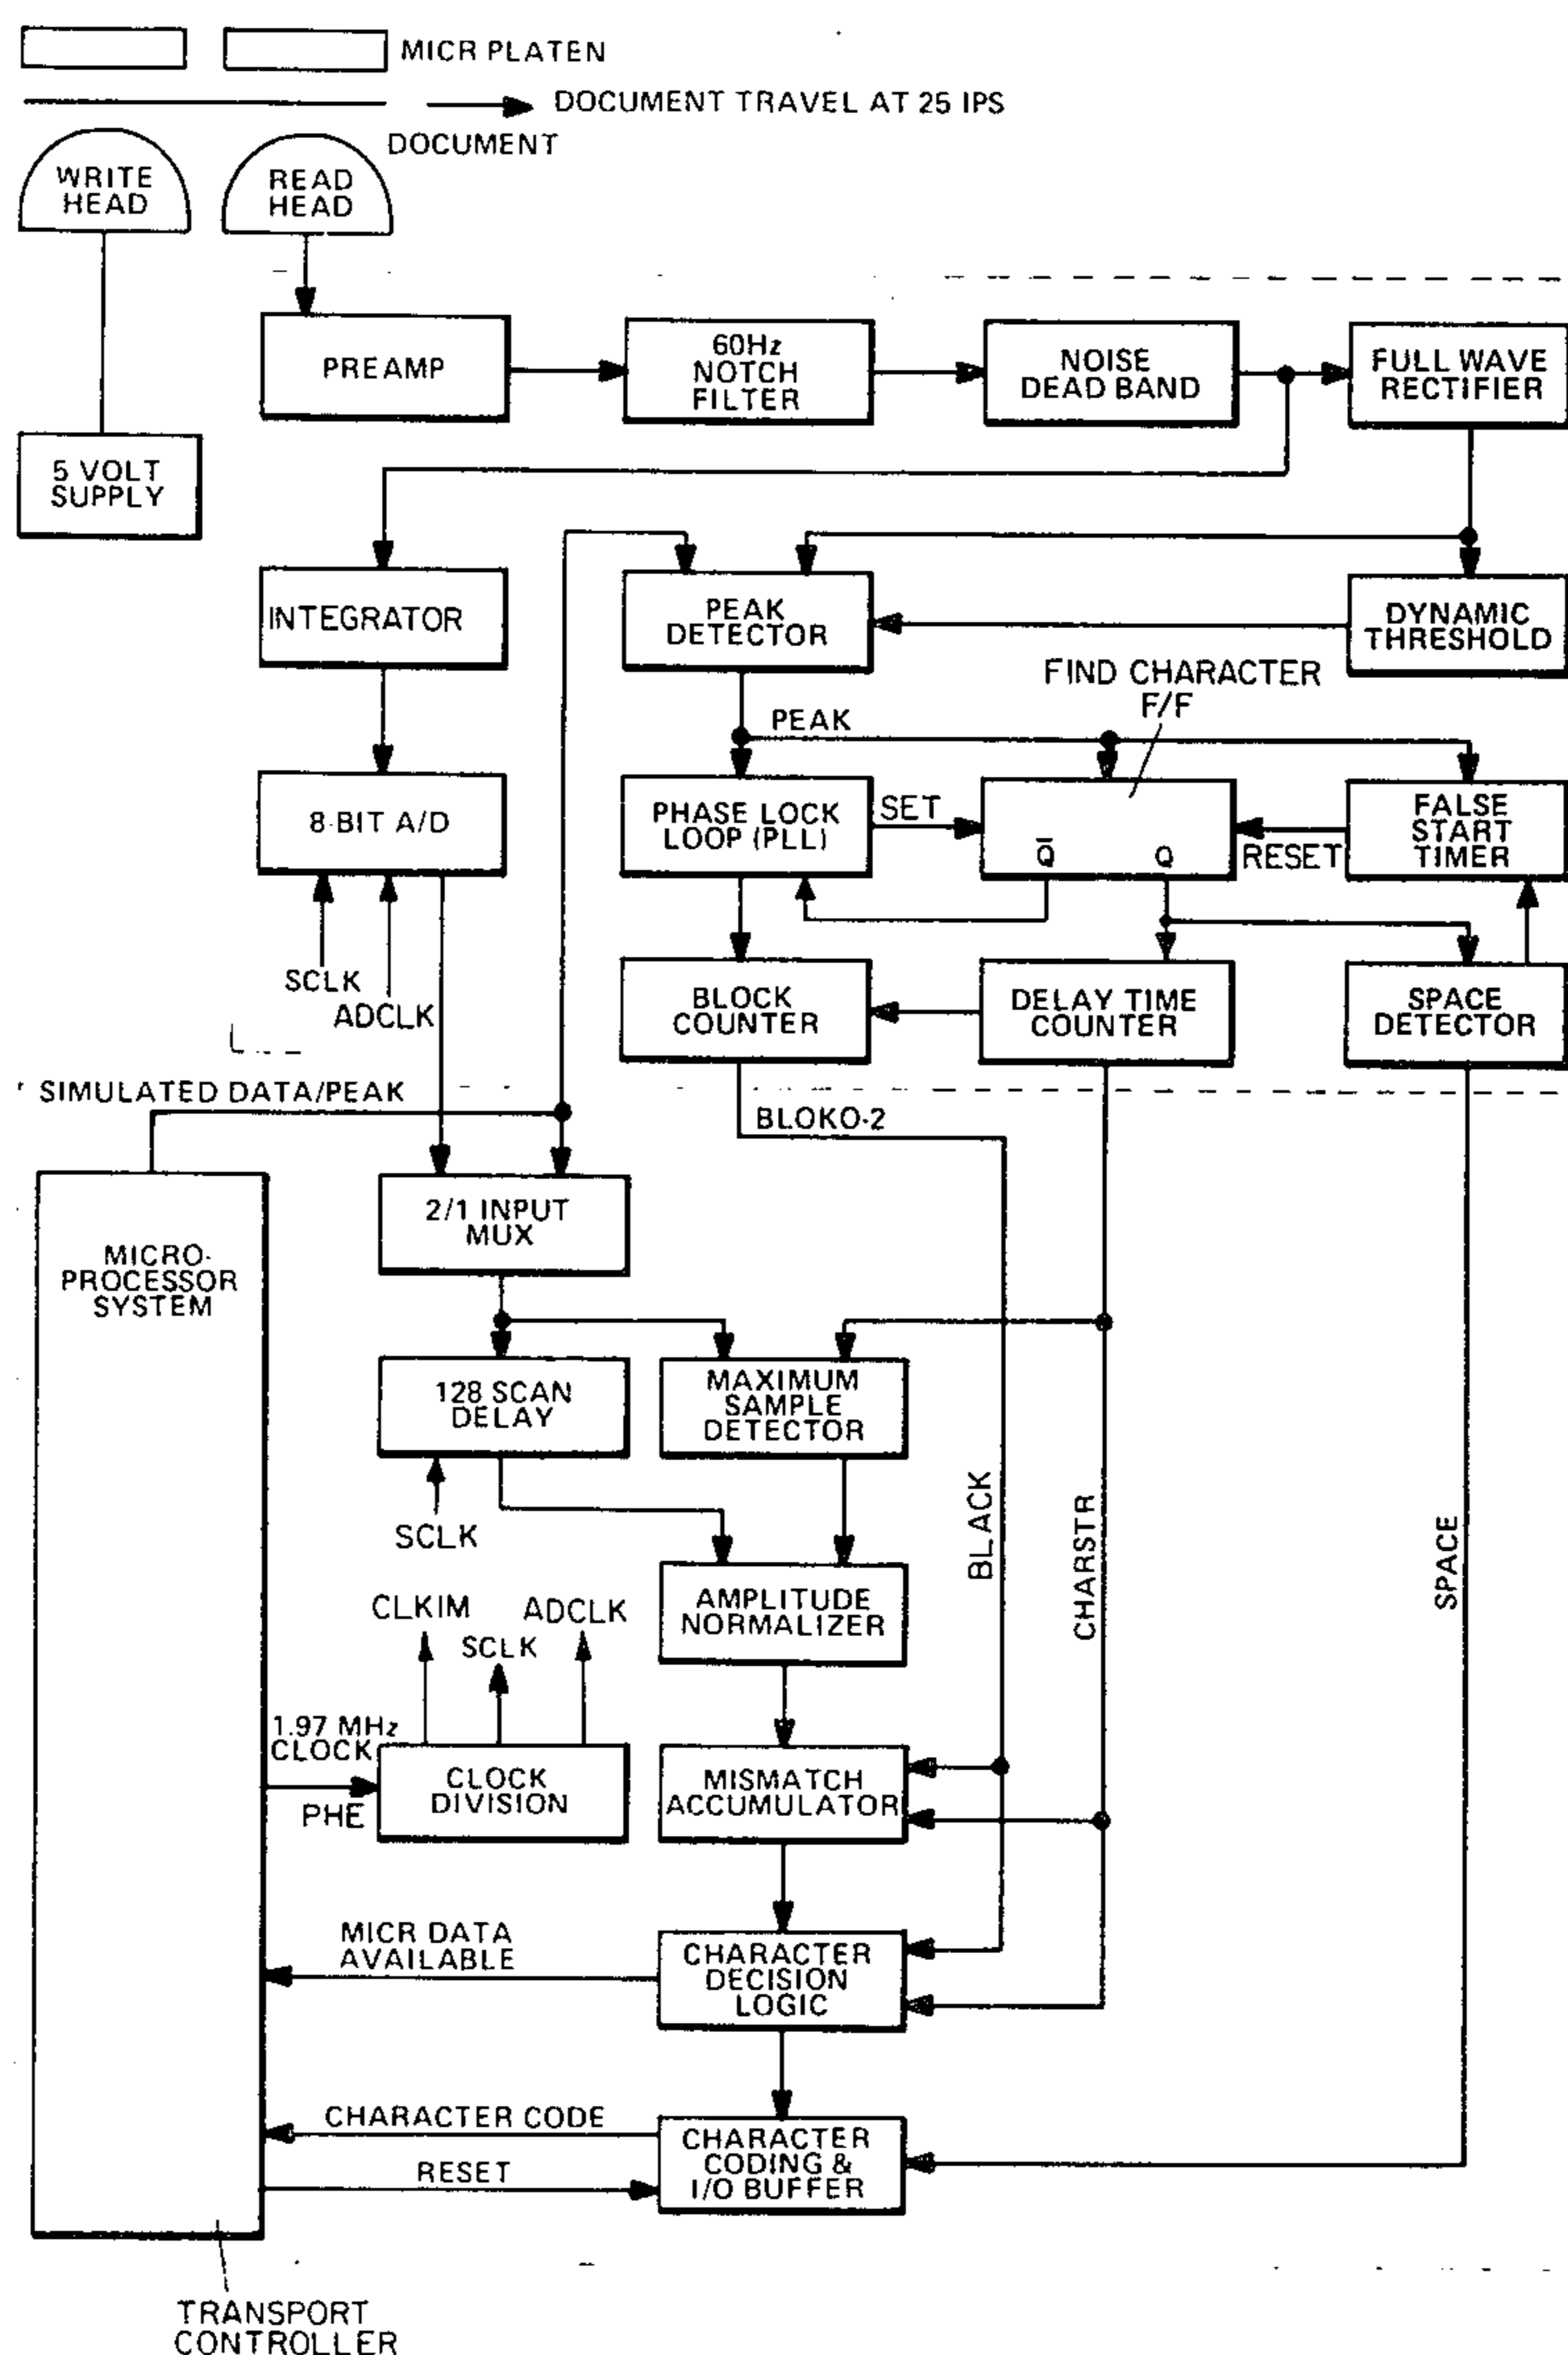 MICR PLATEN
DOCUMENT TRAVEL AT 25 IPS
DOCUMENT
WRITE
HEAD
READ
HEAD
PREAMP
60Hz
NOTCH
FILTER
NOISE
DEAD BAND
FULL WAVE
RECTIFIER
5 VOLT
SUPPLY
INTEGRATOR
PEAK
DETECTOR
DYNAMIC
THRESHOLD
FIND CHARACTER
F/F
PEAK
8-BIT A/D
PHASE LOCK
LOOP (PLL)
SET
Q̅
Q
RESET
FALSE
START
TIMER
SCLK
ADCLK
BLOCK
COUNTER
DELAY TIME
COUNTER
SPACE
DETECTOR
SIMULATED DATA/PEAK
BLOKO-2
2/1 INPUT
MUX
MICRO-
PROCESSOR
SYSTEM
128 SCAN
DELAY
MAXIMUM
SAMPLE
DETECTOR
SCLK
BLACK
CHARSTR
SPACE
AMPLITUDE
NORMALIZER
CLKIM
SCLK
ADCLK
1.97 MHz
CLOCK
PHE
CLOCK
DIVISION
MISMATCH
ACCUMULATOR
MICR DATA
AVAILABLE
CHARACTER
DECISION
LOGIC
CHARACTER CODE
RESET
CHARACTER
CODING &
I/O BUFFER
TRANSPORT
CONTROLLER